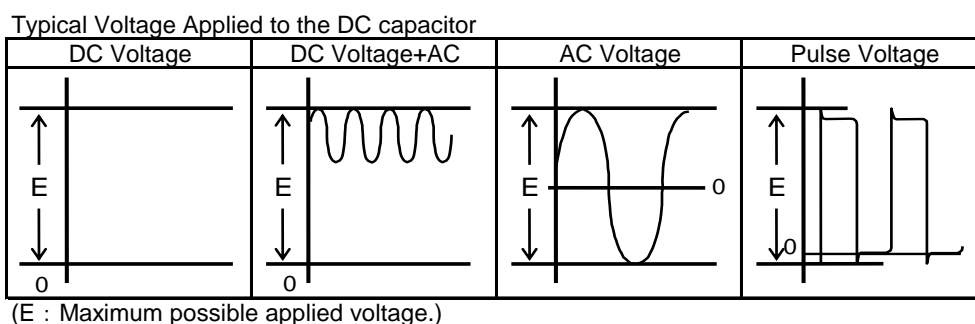 Typical Voltage Applied to the DC capacitor
DC Voltage DC Voltage+AC AC Voltage Pulse Voltage
E E E E
0 0
0 0
(E：Maximum possible applied voltage.)